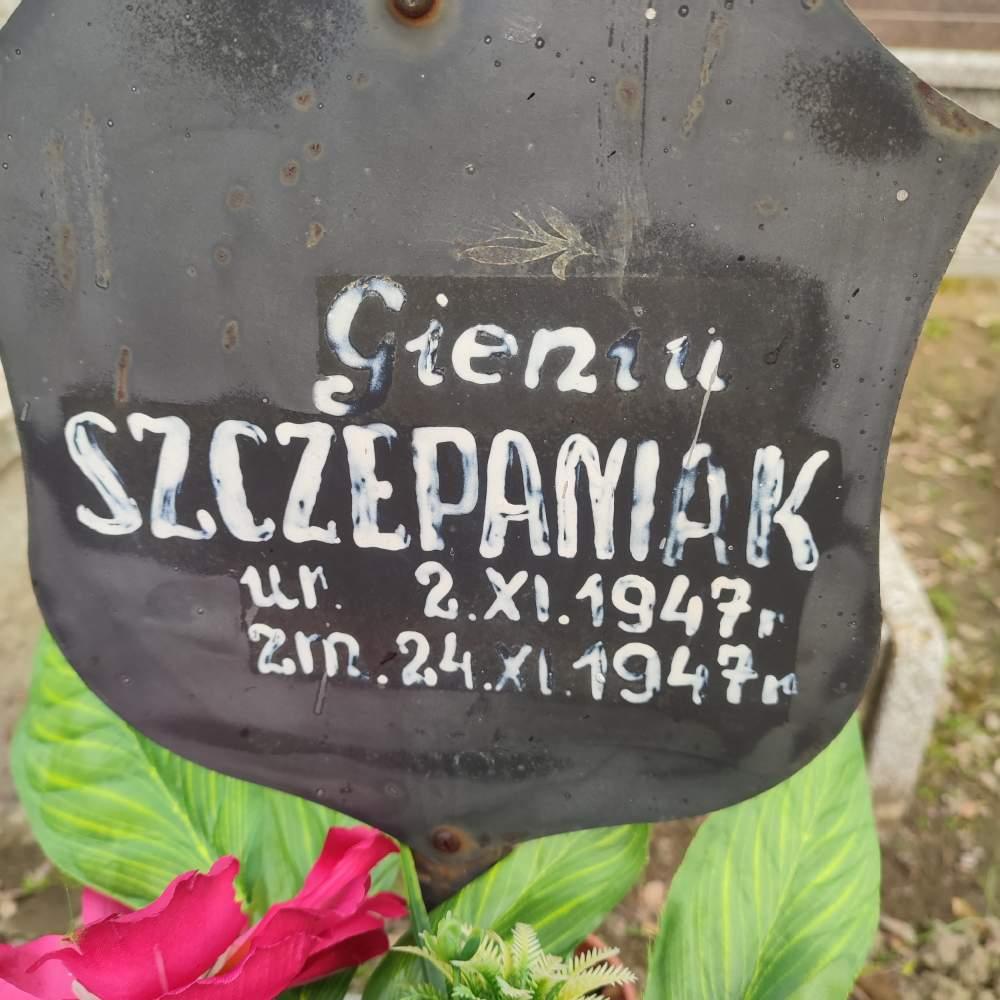 Gieniu
SZCZEPANIAK
ur. 2.XI.1947r
zm. 24.XI.1947r